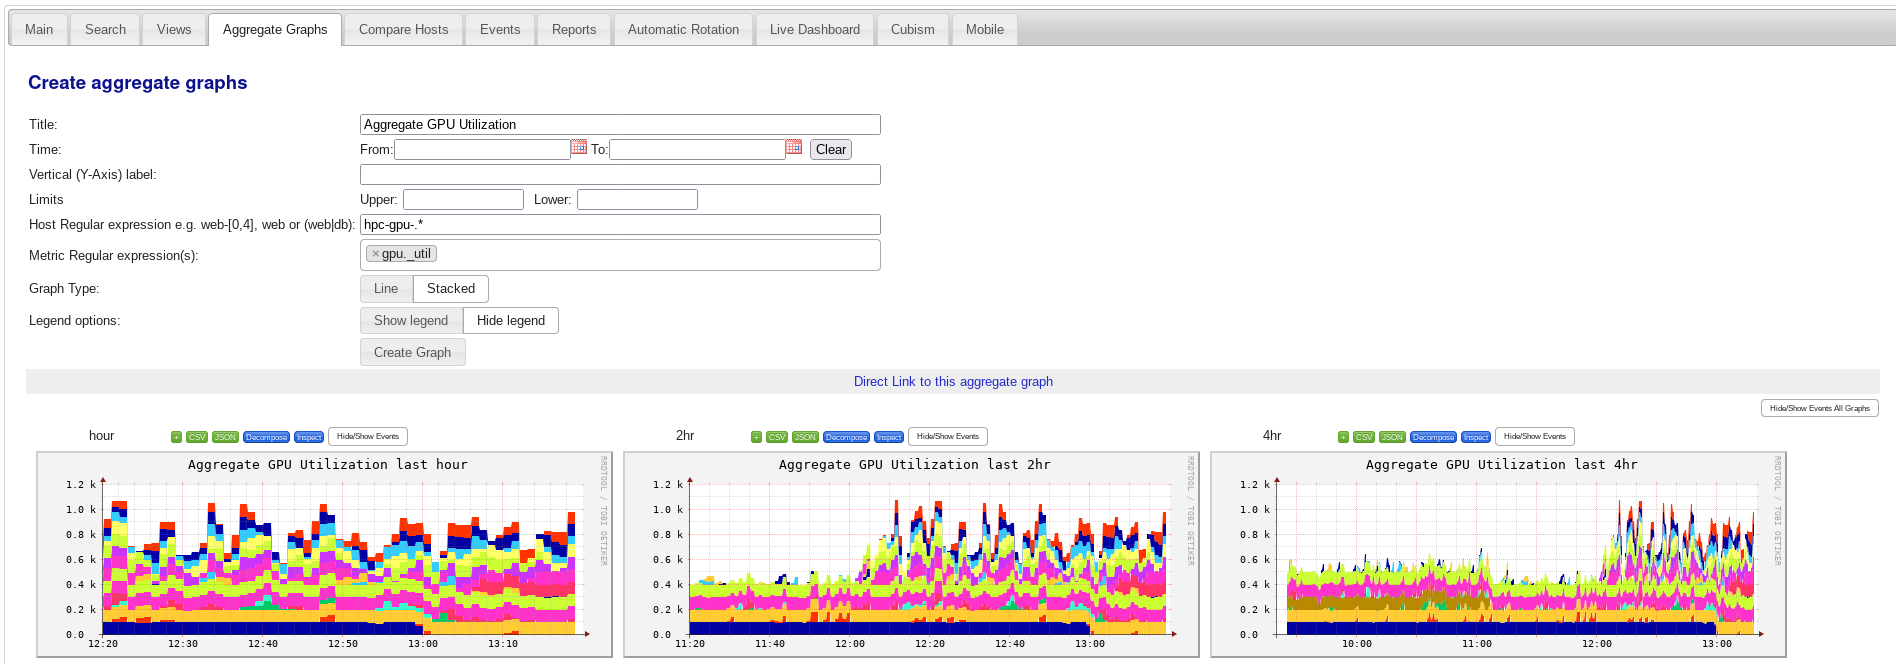 Main Search Views Aggregate Graphs Compare Hosts Events Reports Automatic Rotation Live Dashboard Cubism Mobile
Create aggregate graphs
Title: Aggregate GPU Utilization
Time: From: To: Clear
Vertical (Y-Axis) label:
Limits Upper: Lower:
Host Regular expression e.g. web-[0,4], web or (web|db): hpc-gpu-.*
Metric Regular expression(s): × gpu._util
Graph Type: Line Stacked
Legend options: Show legend Hide legend
Create Graph
Direct Link to this aggregate graph
Hide/Show Events All Graphs
hour + CSV JSON Decompose Inspect Hide/Show Events
Aggregate GPU Utilization last hour
RRDTOOL / TOBI OETIKER
1.2 k
1.0 k
0.8 k
0.6 k
0.4 k
0.2 k
0.0
12:20 12:30 12:40 12:50 13:00 13:10
2hr + CSV JSON Decompose Inspect Hide/Show Events
Aggregate GPU Utilization last 2hr
RRDTOOL / TOBI OETIKER
1.2 k
1.0 k
0.8 k
0.6 k
0.4 k
0.2 k
0.0
11:20 11:40 12:00 12:20 12:40 13:00
4hr + CSV JSON Decompose Inspect Hide/Show Events
Aggregate GPU Utilization last 4hr
RRDTOOL / TOBI OETIKER
1.2 k
1.0 k
0.8 k
0.6 k
0.4 k
0.2 k
0.0
10:00 11:00 12:00 13:00